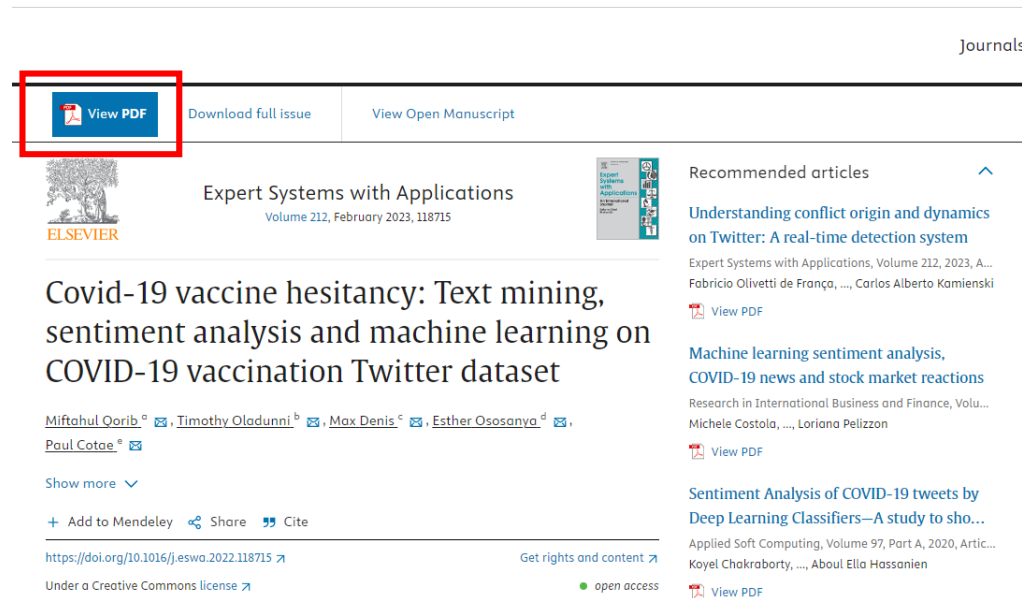 Journals
View PDF
Download full issue
View Open Manuscript
ELSEVIER
Expert Systems with Applications
Volume 212, February 2023, 118715
Expert
Systems
with
Applications
Covid-19 vaccine hesitancy: Text mining,
sentiment analysis and machine learning on
COVID-19 vaccination Twitter dataset
Miftahul Qorib a, Timothy Oladunni b, Max Denis c, Esther Ososanya d,
Paul Cotae e
Show more
+ Add to Mendeley Share Cite
https://doi.org/10.1016/j.eswa.2022.118715
Get rights and content
Under a Creative Commons license
open access
Recommended articles
Understanding conflict origin and dynamics
on Twitter: A real-time detection system
Expert Systems with Applications, Volume 212, 2023, A...
Fabricio Olivetti de França, ..., Carlos Alberto Kamienski
View PDF
Machine learning sentiment analysis,
COVID-19 news and stock market reactions
Research in International Business and Finance, Volu...
Michele Costola, ..., Loriana Pelizzon
View PDF
Sentiment Analysis of COVID-19 tweets by
Deep Learning Classifiers—A study to sho...
Applied Soft Computing, Volume 97, Part A, 2020, Artic...
Koyel Chakraborty, ..., Aboul Ella Hassanien
View PDF